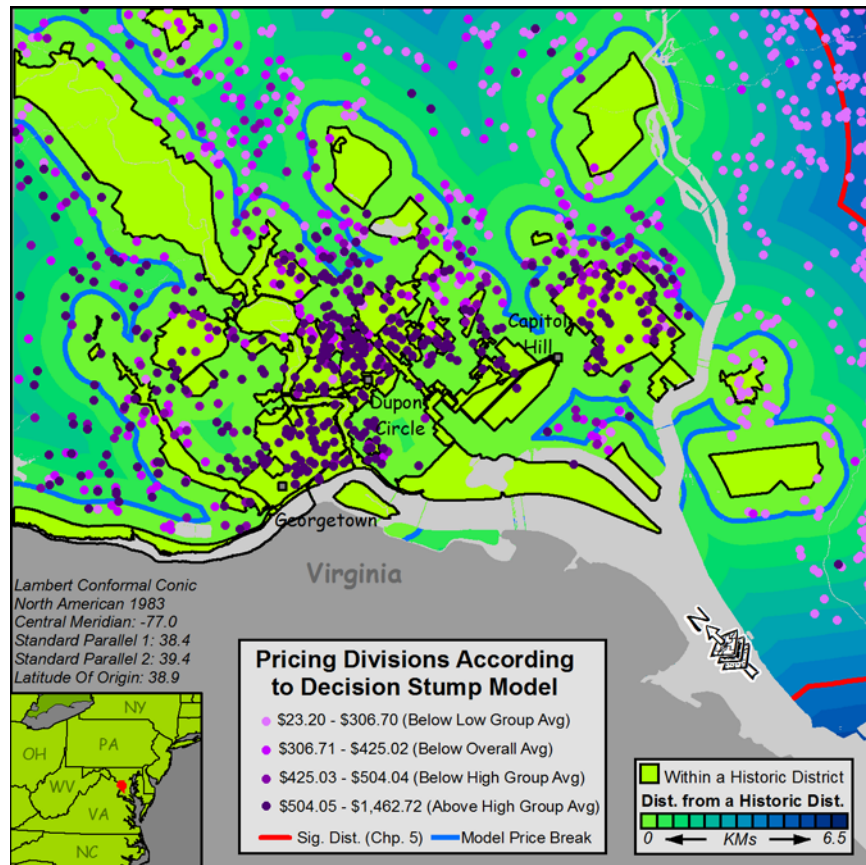 Capitol
Hill
Dupont
Circle
Georgetown
Virginia
N
Lambert Conformal Conic
North American 1983
Central Meridian: -77.0
Standard Parallel 1: 38.4
Standard Parallel 2: 39.4
Latitude Of Origin: 38.9
Pricing Divisions According
to Decision Stump Model
$23.20 - $306.70 (Below Low Group Avg)
$306.71 - $425.02 (Below Overall Avg)
$425.03 - $504.04 (Below High Group Avg)
$504.05 - $1,462.72 (Above High Group Avg)
Sig. Dist. (Chp. 5) Model Price Break
NY
OH
PA
WV
VA
NC
Within a Historic District
Dist. from a Historic Dist.
0 KMs 6.5